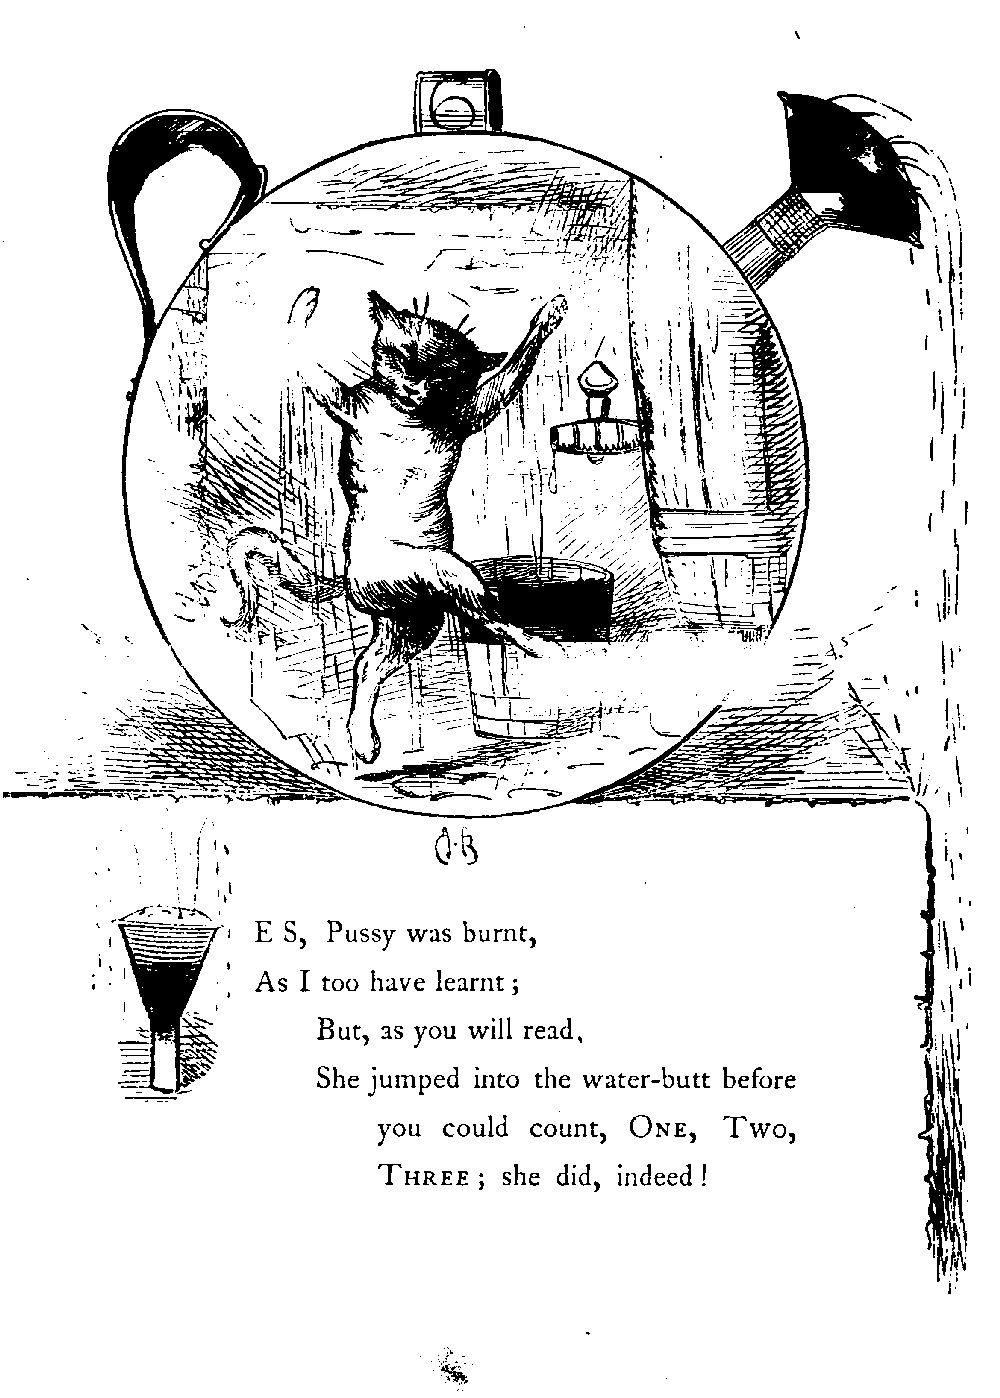 E S, Pussy was burnt,
As I too have learnt ;
But, as you will read,
She jumped into the water-butt before
you could count, ONE, TWO,
THREE ; she did, indeed !